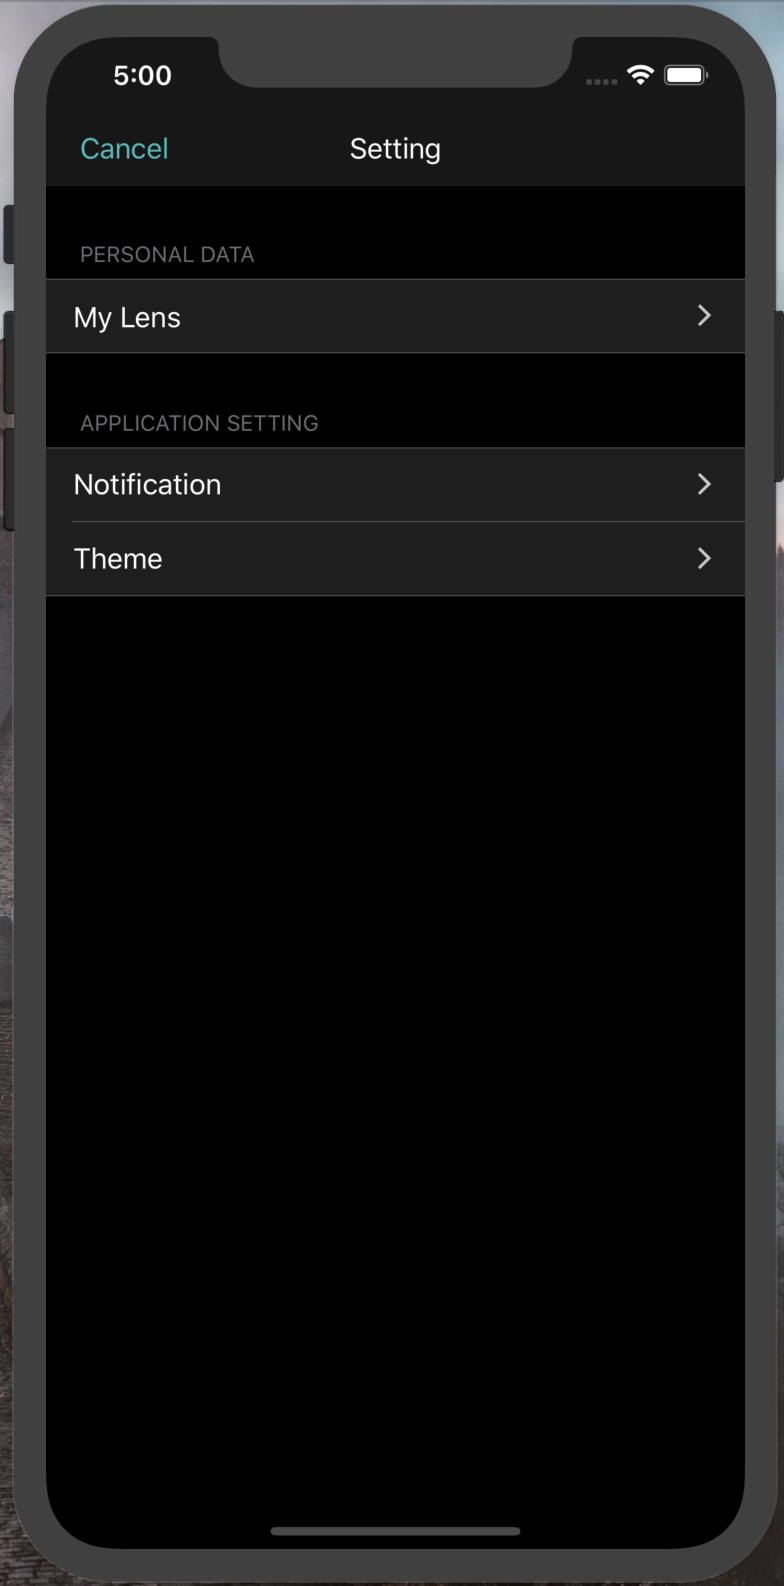 5:00
Cancel Setting
PERSONAL DATA
My Lens
APPLICATION SETTING
Notification
Theme